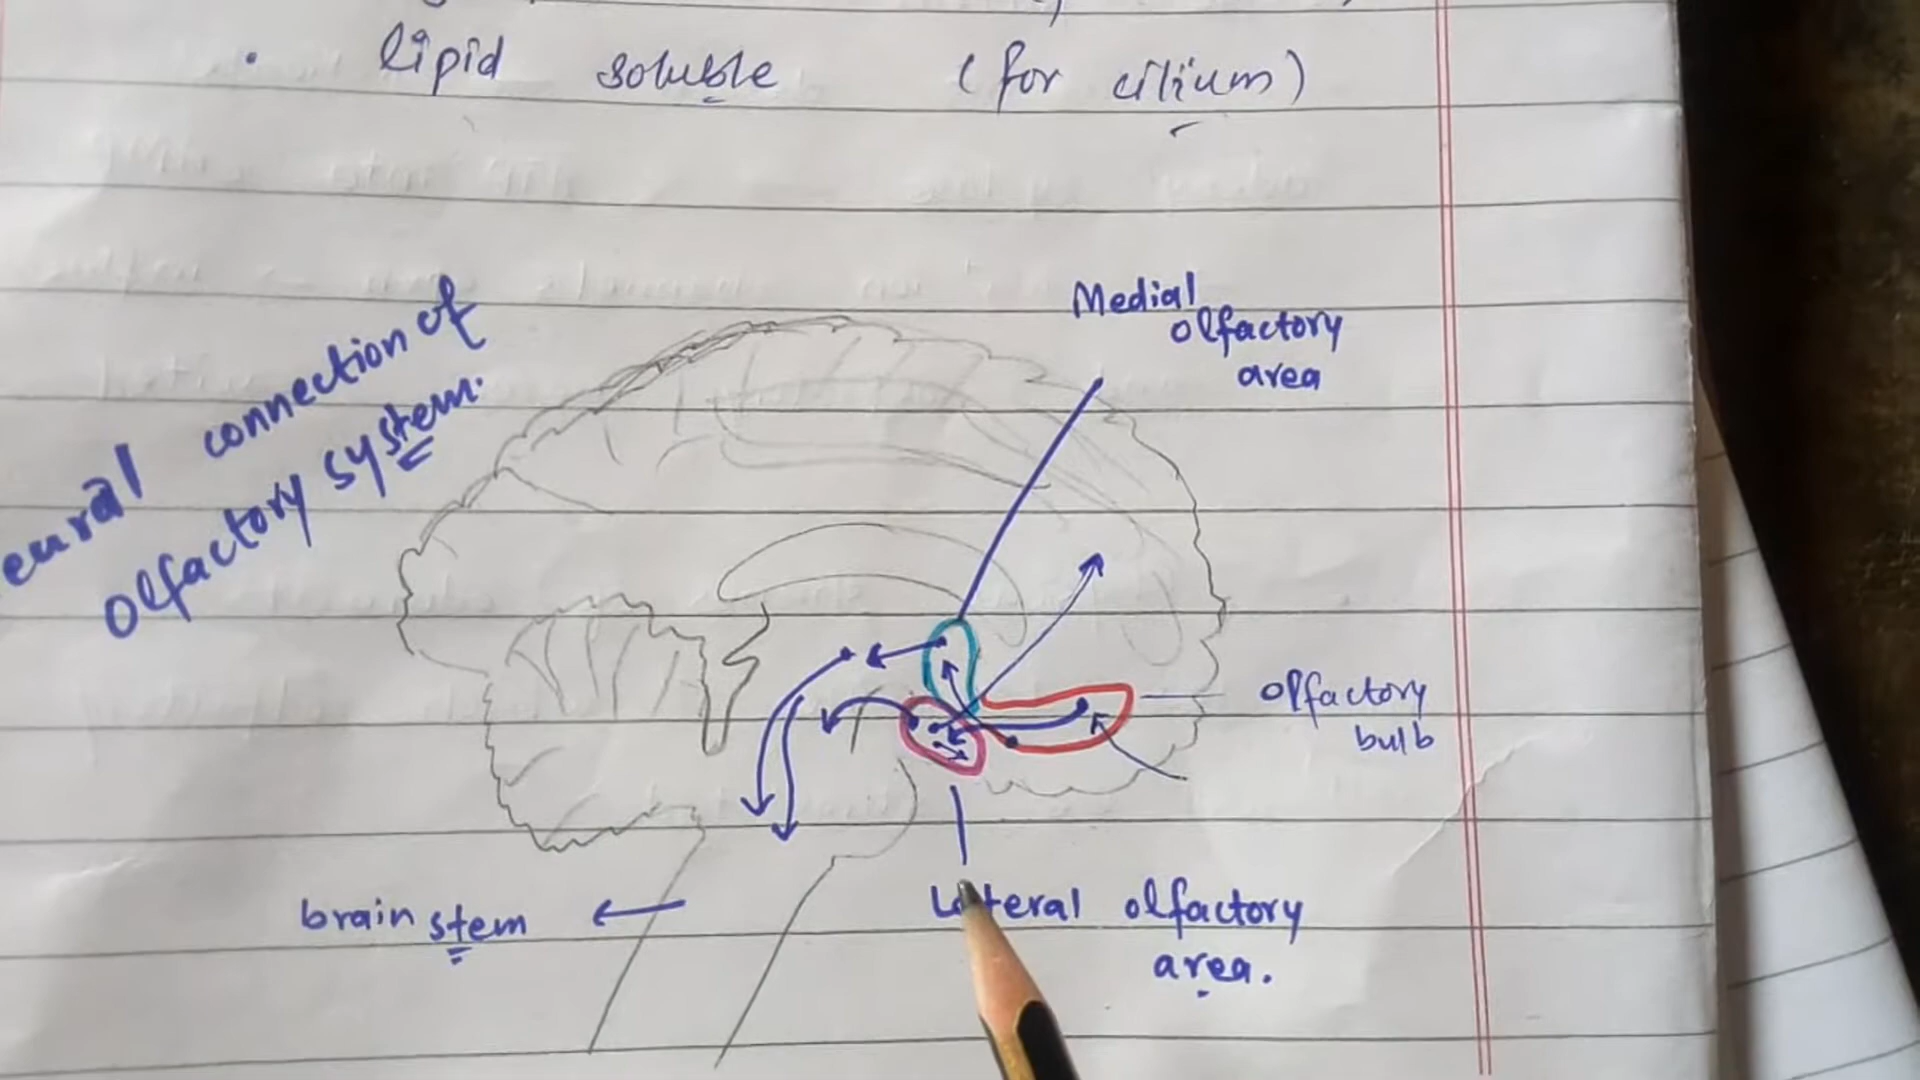 • lipid soluble (for cilium)
eural connection of
olfactory system.
Medial
olfactory
area
olfactory
bulb
brain stem
Lateral olfactory
area.